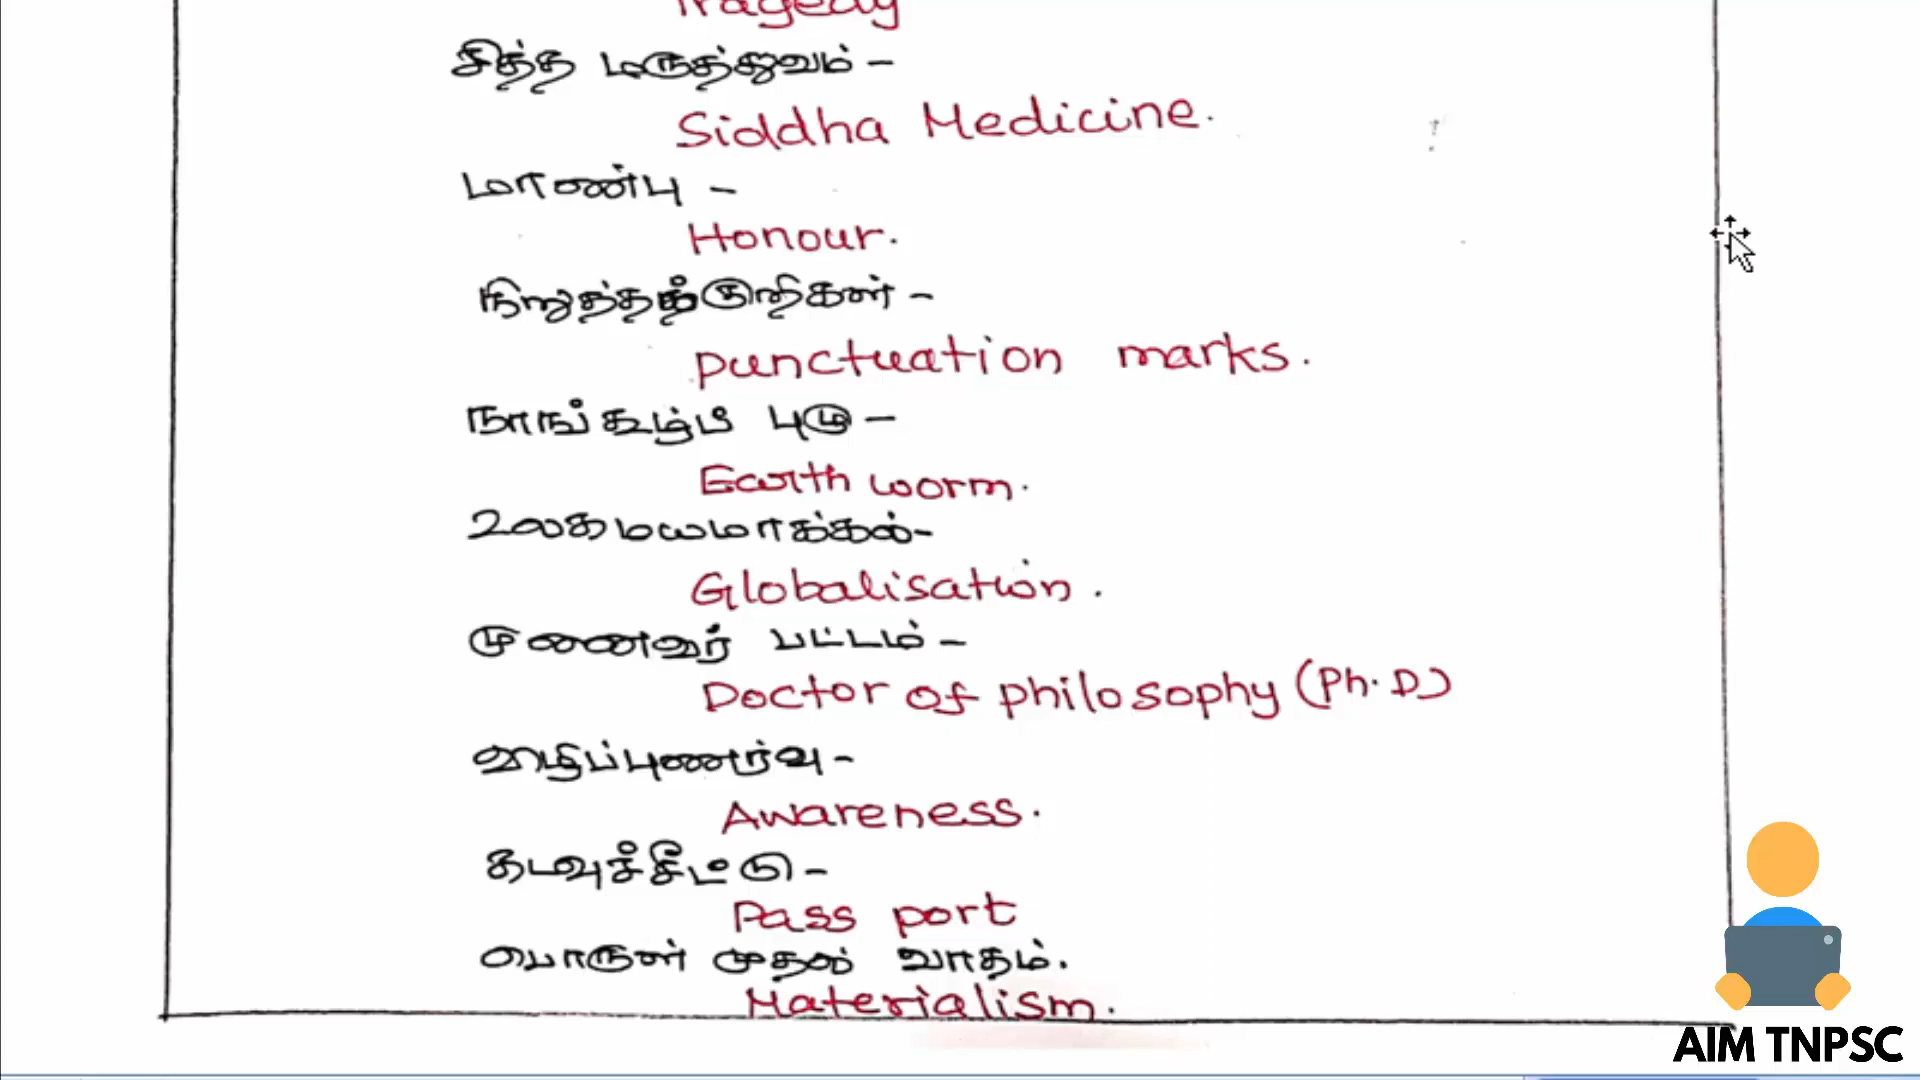 Tragedy
சித்த மருத்துவம் -
Siddha Medicine.
மாண்பு -
Honour.
நிறுத்தக்குறிகள் -
Punctuation marks.
நாங்கூழ்ப் புழு -
Earth worm.
உலகமயமாக்கல் -
Globalisation.
முனைவர் பட்டம் -
Doctor of philosophy (Ph.D)
விழிப்புணர்வு -
Awareness.
கடவுச்சீட்டு -
Pass port
பொருள் முதல் வாதம்.
Materialism.
AIM TNPSC